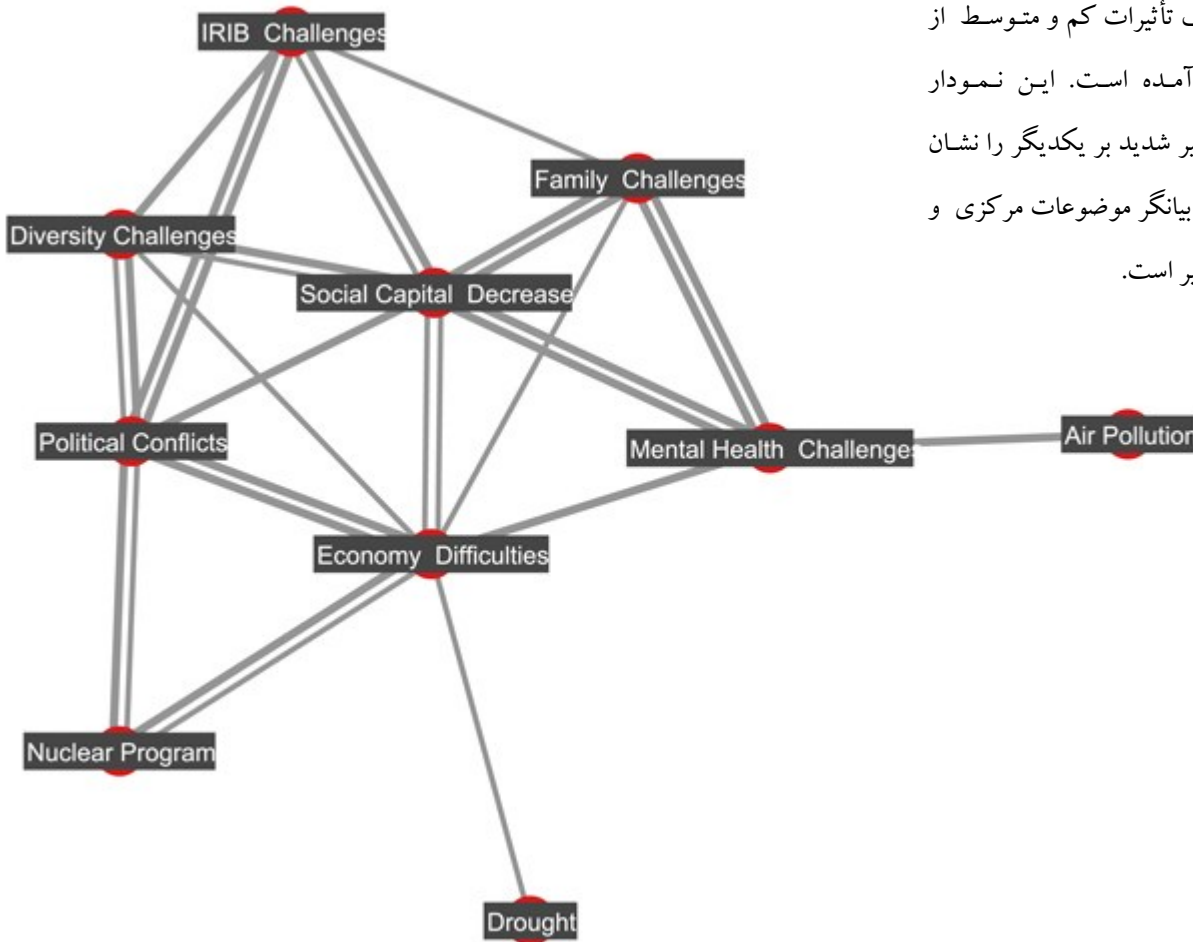 تأثیرات کم و متوسط از
آمده است. این نمودار
شدید بر یکدیگر را نشان
بیانگر موضوعات مرکزی و
است.
IRIB Challenges
Family Challenges
Diversity Challenges
Social Capital Decrease
Political Conflicts
Mental Health Challenge
Air Pollution
Economy Difficulties
Nuclear Program
Drought